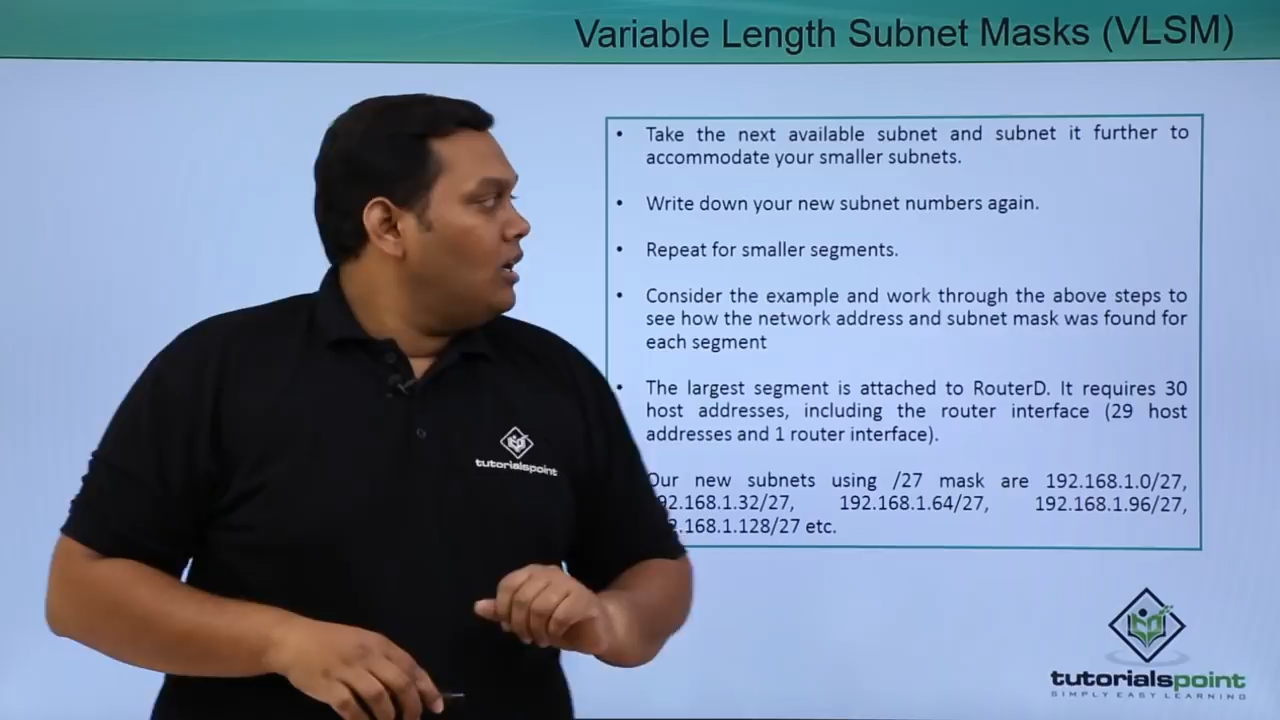 Variable Length Subnet Masks (VLSM)
• Take the next available subnet and subnet it further to
accommodate your smaller subnets.
• Write down your new subnet numbers again.
• Repeat for smaller segments.
• Consider the example and work through the above steps to
see how the network address and subnet mask was found for
each segment
• The largest segment is attached to RouterD. It requires 30
host addresses, including the router interface (29 host
addresses and 1 router interface).
Our new subnets using /27 mask are 192.168.1.0/27,
92.168.1.32/27, 192.168.1.64/27, 192.168.1.96/27,
2.168.1.128/27 etc.
tutorialspoint
tutorialspoint
SIMPLY EASY LEARNING